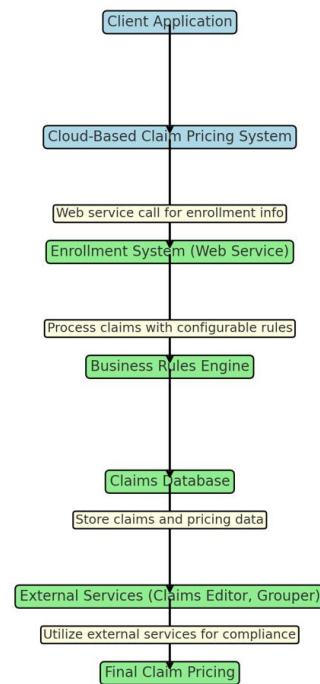 Client Application
Cloud-Based Claim Pricing System
Web service call for enrollment info
Enrollment System (Web Service)
Process claims with configurable rules
Business Rules Engine
Claims Database
Store claims and pricing data
External Services (Claims Editor, Grouper)
Utilize external services for compliance
Final Claim Pricing